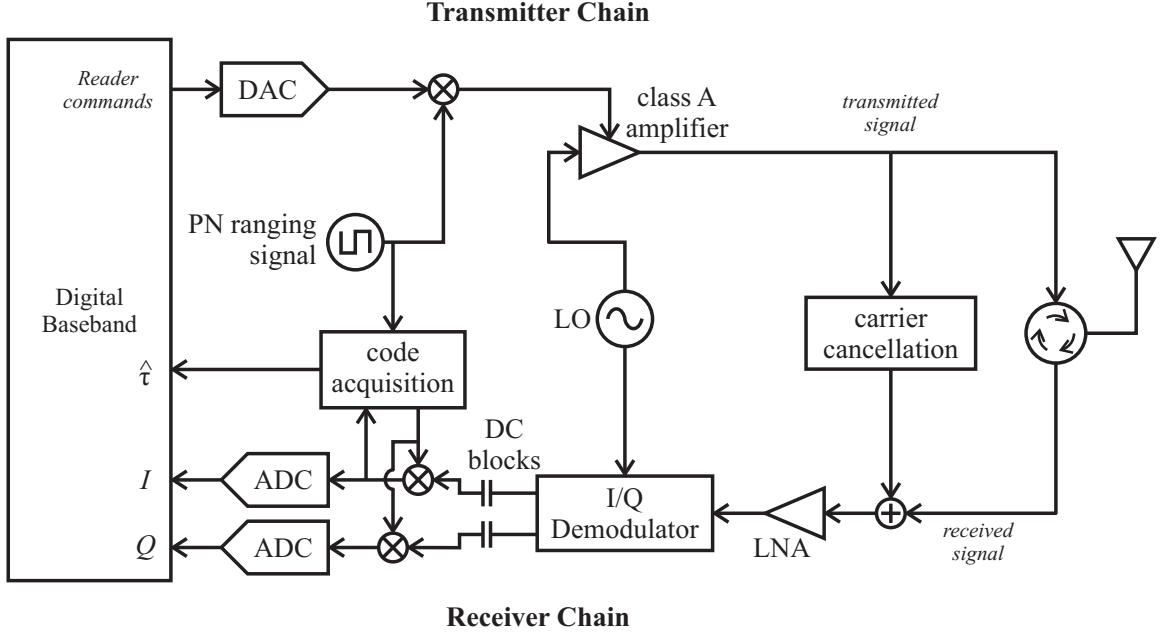 Transmitter Chain
Reader
commands
DAC
class A
amplifier
transmitted
signal
PN ranging
signal
Digital
Baseband
LO
carrier
cancellation
code
acquisition
τ̂
DC
blocks
I
ADC
I/Q
Demodulator
LNA
received
signal
Q
ADC
Receiver Chain